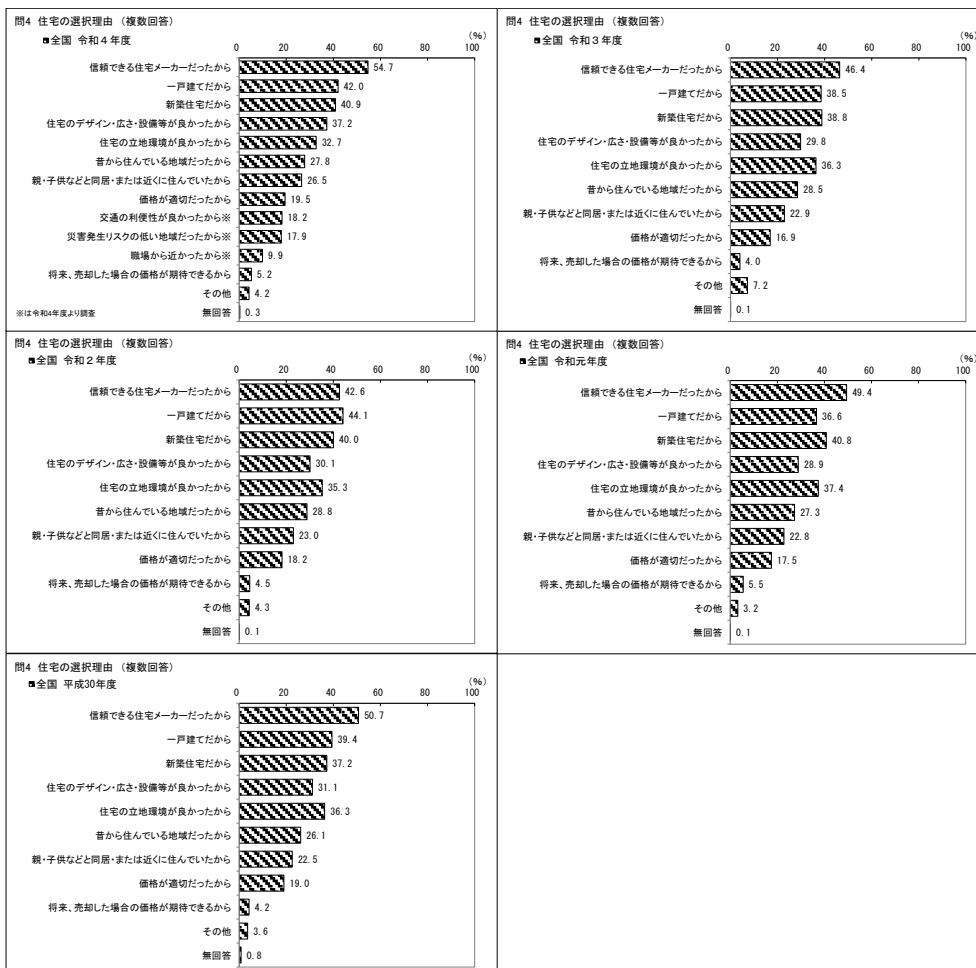 問4 住宅の選択理由 （複数回答）
■全国 令和４年度
(%)
0 20 40 60 80 100
信頼できる住宅メーカーだったから 54.7
一戸建てだから 42.0
新築住宅だから 40.9
住宅のデザイン・広さ・設備等が良かったから 37.2
住宅の立地環境が良かったから 32.7
昔から住んでいる地域だったから 27.8
親・子供などと同居・または近くに住んでいたから 26.5
価格が適切だったから 19.5
交通の利便性が良かったから※ 18.2
災害発生リスクの低い地域だったから※ 17.9
職場から近かったから※ 9.9
将来、売却した場合の価格が期待できるから 5.2
その他 4.2
無回答 0.3
※は令和4年度より調査
問4 住宅の選択理由 （複数回答）
■全国 令和３年度
(%)
0 20 40 60 80 100
信頼できる住宅メーカーだったから 46.4
一戸建てだから 38.5
新築住宅だから 38.8
住宅のデザイン・広さ・設備等が良かったから 29.8
住宅の立地環境が良かったから 36.3
昔から住んでいる地域だったから 28.5
親・子供などと同居・または近くに住んでいたから 22.9
価格が適切だったから 16.9
将来、売却した場合の価格が期待できるから 4.0
その他 7.2
無回答 0.1
問4 住宅の選択理由 （複数回答）
■全国 令和２年度
(%)
0 20 40 60 80 100
信頼できる住宅メーカーだったから 42.6
一戸建てだから 44.1
新築住宅だから 40.0
住宅のデザイン・広さ・設備等が良かったから 30.1
住宅の立地環境が良かったから 35.3
昔から住んでいる地域だったから 28.8
親・子供などと同居・または近くに住んでいたから 23.0
価格が適切だったから 18.2
将来、売却した場合の価格が期待できるから 4.5
その他 4.3
無回答 0.1
問4 住宅の選択理由 （複数回答）
■全国 令和元年度
(%)
0 20 40 60 80 100
信頼できる住宅メーカーだったから 49.4
一戸建てだから 36.6
新築住宅だから 40.8
住宅のデザイン・広さ・設備等が良かったから 28.9
住宅の立地環境が良かったから 37.4
昔から住んでいる地域だったから 27.3
親・子供などと同居・または近くに住んでいたから 22.8
価格が適切だったから 17.5
将来、売却した場合の価格が期待できるから 5.5
その他 3.2
無回答 0.1
問4 住宅の選択理由 （複数回答）
■全国 平成30年度
(%)
0 20 40 60 80 100
信頼できる住宅メーカーだったから 50.7
一戸建てだから 39.4
新築住宅だから 37.2
住宅のデザイン・広さ・設備等が良かったから 31.1
住宅の立地環境が良かったから 36.3
昔から住んでいる地域だったから 26.1
親・子供などと同居・または近くに住んでいたから 22.5
価格が適切だったから 19.0
将来、売却した場合の価格が期待できるから 4.2
その他 3.6
無回答 0.8